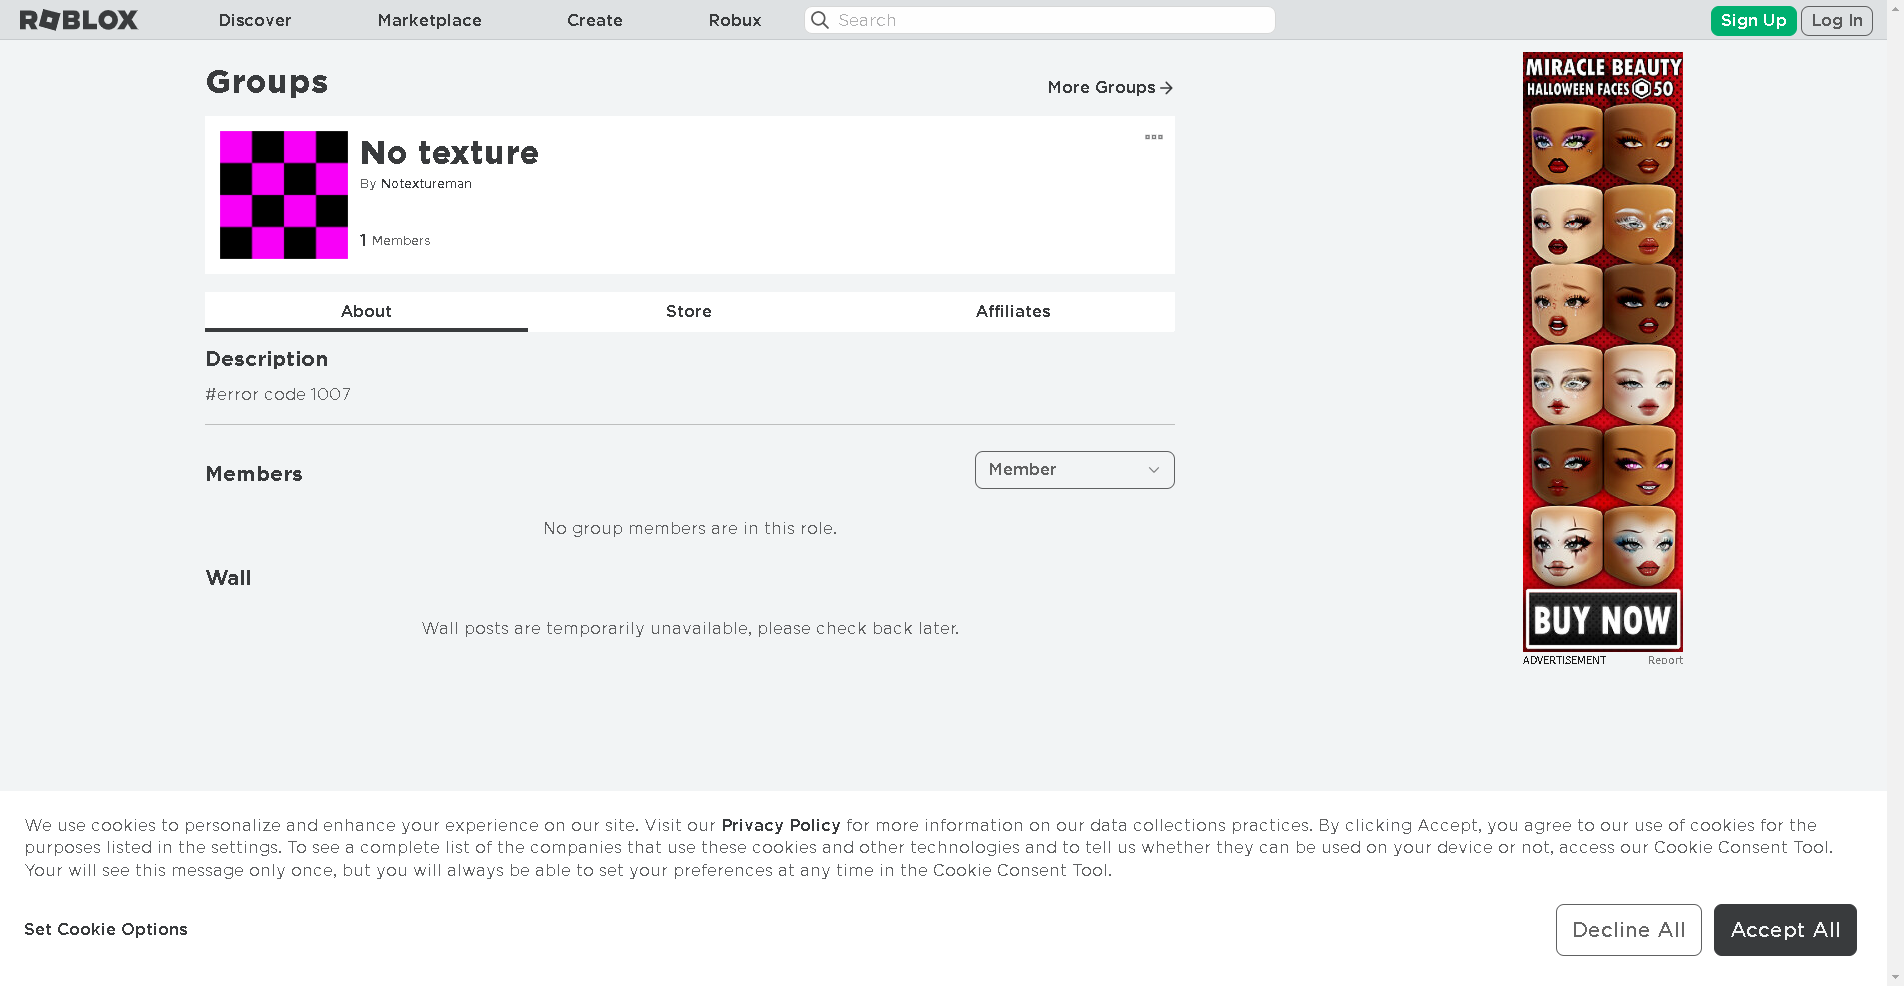 ROBLOX
Discover
Marketplace
Create
Robux
Search
Sign Up
Log In
Groups
More Groups
No texture
By Notextureman
1 Members
About
Store
Affiliates
Description
#error code 1007
Members
Member
No group members are in this role.
Wall
Wall posts are temporarily unavailable, please check back later.
MIRACLE BEAUTY
HALLOWEEN FACES 50
BUY NOW
ADVERTISEMENT
Report
We use cookies to personalize and enhance your experience on our site. Visit our Privacy Policy for more information on our data collections practices. By clicking Accept, you agree to our use of cookies for the
purposes listed in the settings. To see a complete list of the companies that use these cookies and other technologies and to tell us whether they can be used on your device or not, access our Cookie Consent Tool.
Your will see this message only once, but you will always be able to set your preferences at any time in the Cookie Consent Tool.
Set Cookie Options
Decline All
Accept All